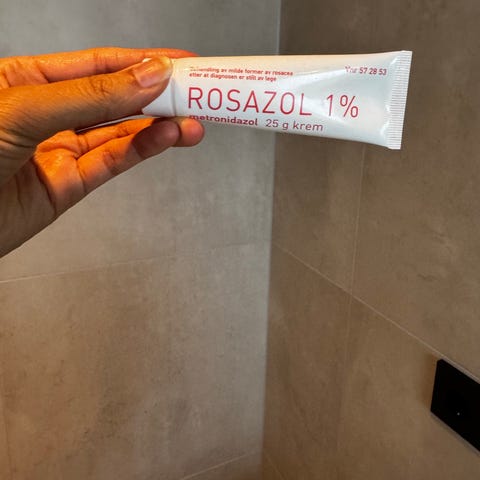 Behandling av milde former av rosacea
etter at diagnosen er stilt av lege
Vnr 57 28 53
ROSAZOL 1%
metronidazol 25 g krem